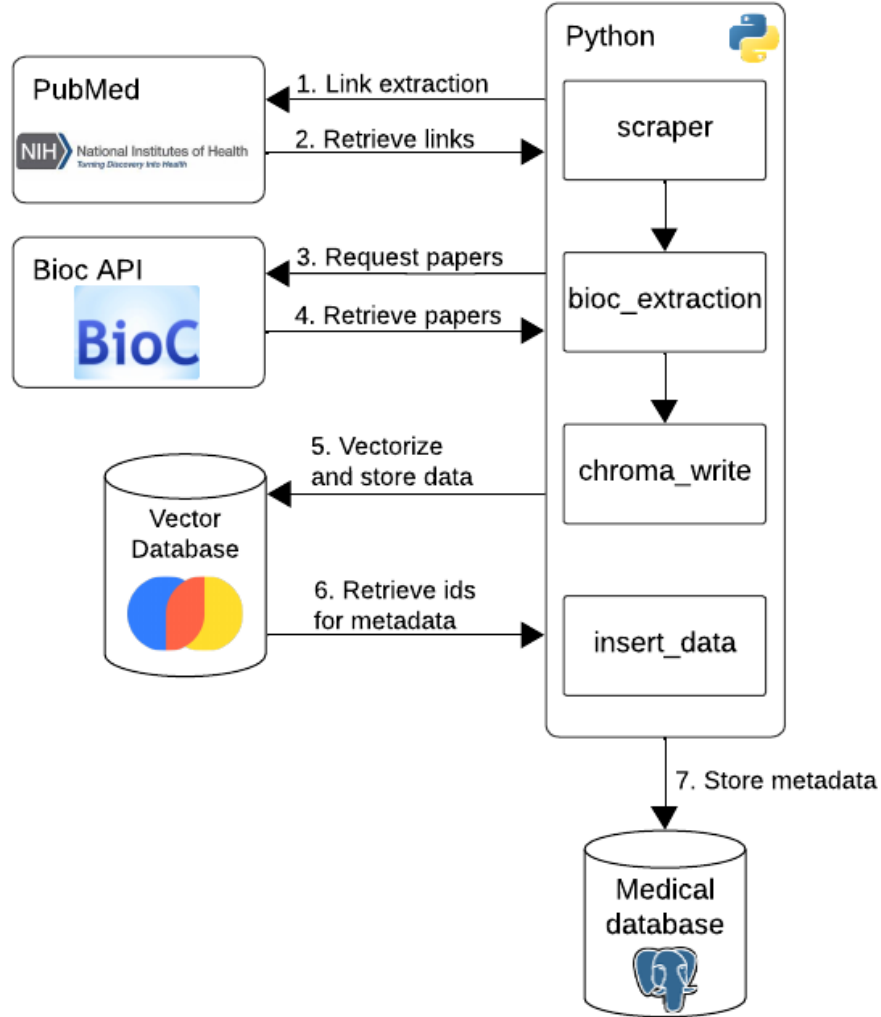 Python
PubMed
NIH National Institutes of Health
Turning Discovery Into Health
1. Link extraction
2. Retrieve links
scraper
Bioc API
BioC
3. Request papers
4. Retrieve papers
bioc_extraction
5. Vectorize
and store data
chroma_write
Vector
Database
6. Retrieve ids
for metadata
insert_data
7. Store metadata
Medical
database